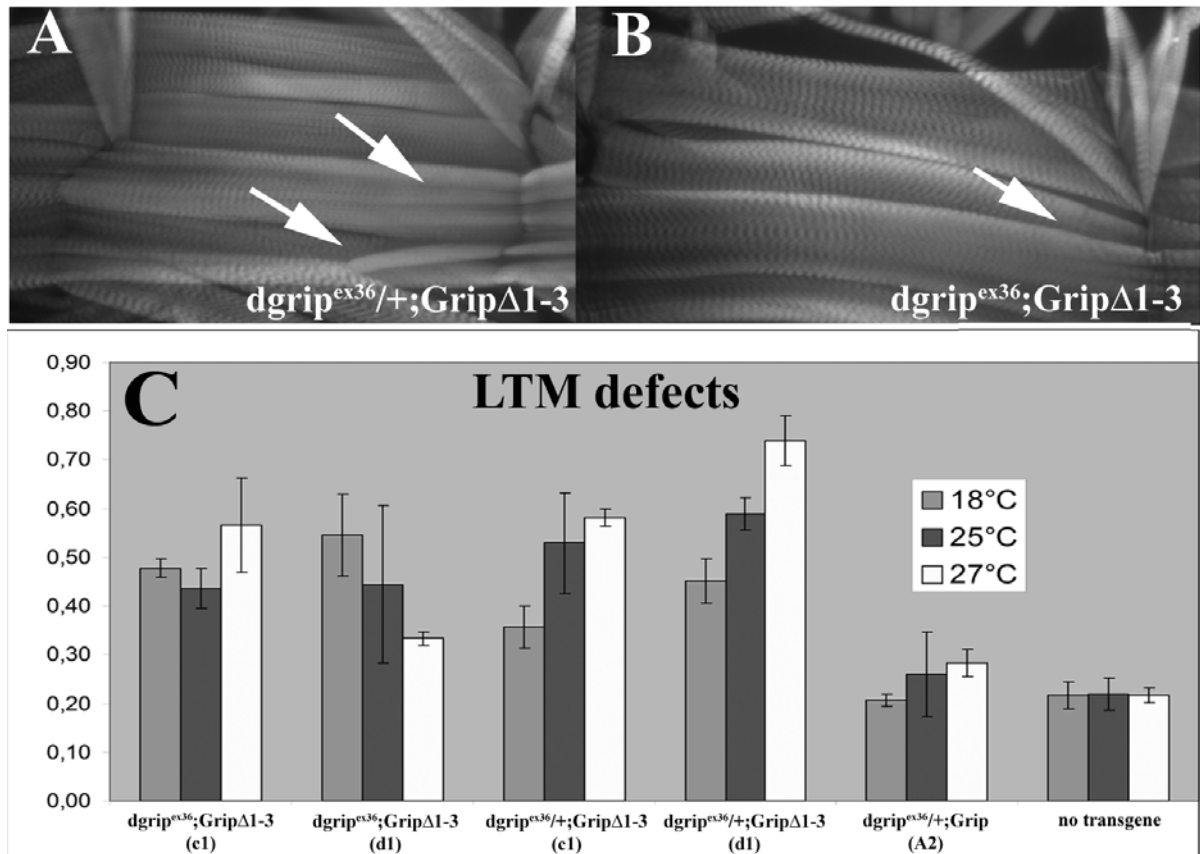 A
B
dgrip^ex36/+;GripΔ1-3
dgrip^ex36;GripΔ1-3
C
LTM defects
0,90
0,80
0,70
0,60
0,50
0,40
0,30
0,20
0,10
0,00
18°C
25°C
27°C
dgrip^ex36;GripΔ1-3
(c1)
dgrip^ex36;GripΔ1-3
(d1)
dgrip^ex36/+;GripΔ1-3
(c1)
dgrip^ex36/+;GripΔ1-3
(d1)
dgrip^ex36/+;Grip
(A2)
no transgene